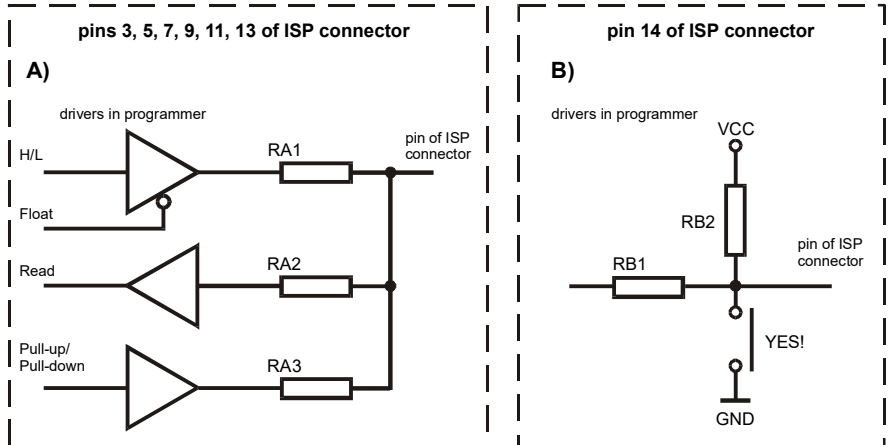 pins 3, 5, 7, 9, 11, 13 of ISP connector
A)
drivers in programmer
H/L
RA1
pin of ISP
connector
Float
Read
RA2
Pull-up/
Pull-down
RA3
pin 14 of ISP connector
B)
drivers in programmer
VCC
RB2
pin of ISP
connector
RB1
YES!
GND